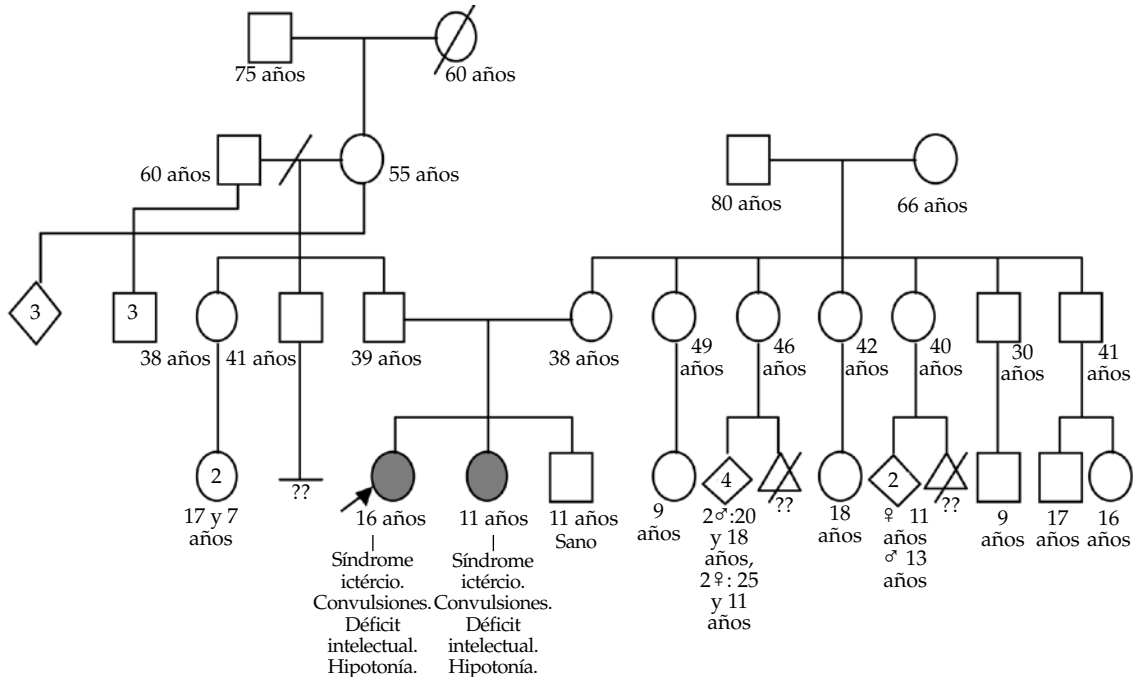 75 años
60 años
60 años
55 años
80 años
66 años
3
3
38 años
41 años
39 años
38 años
49
años
46
años
42
años
40
años
30
años
41
años
2
17 y 7
años
??
16 años
Síndrome
ictércio.
Convulsiones.
Déficit
intelectual.
Hipotonía.
11 años
Síndrome
ictércio.
Convulsiones.
Déficit
intelectual.
Hipotonía.
11 años
Sano
9
años
4
2♂:20
y 18
años,
2♀: 25
y 11
años
??
18
años
2
♀ 11
años
♂ 13
años
??
9
años
17
años
16
años